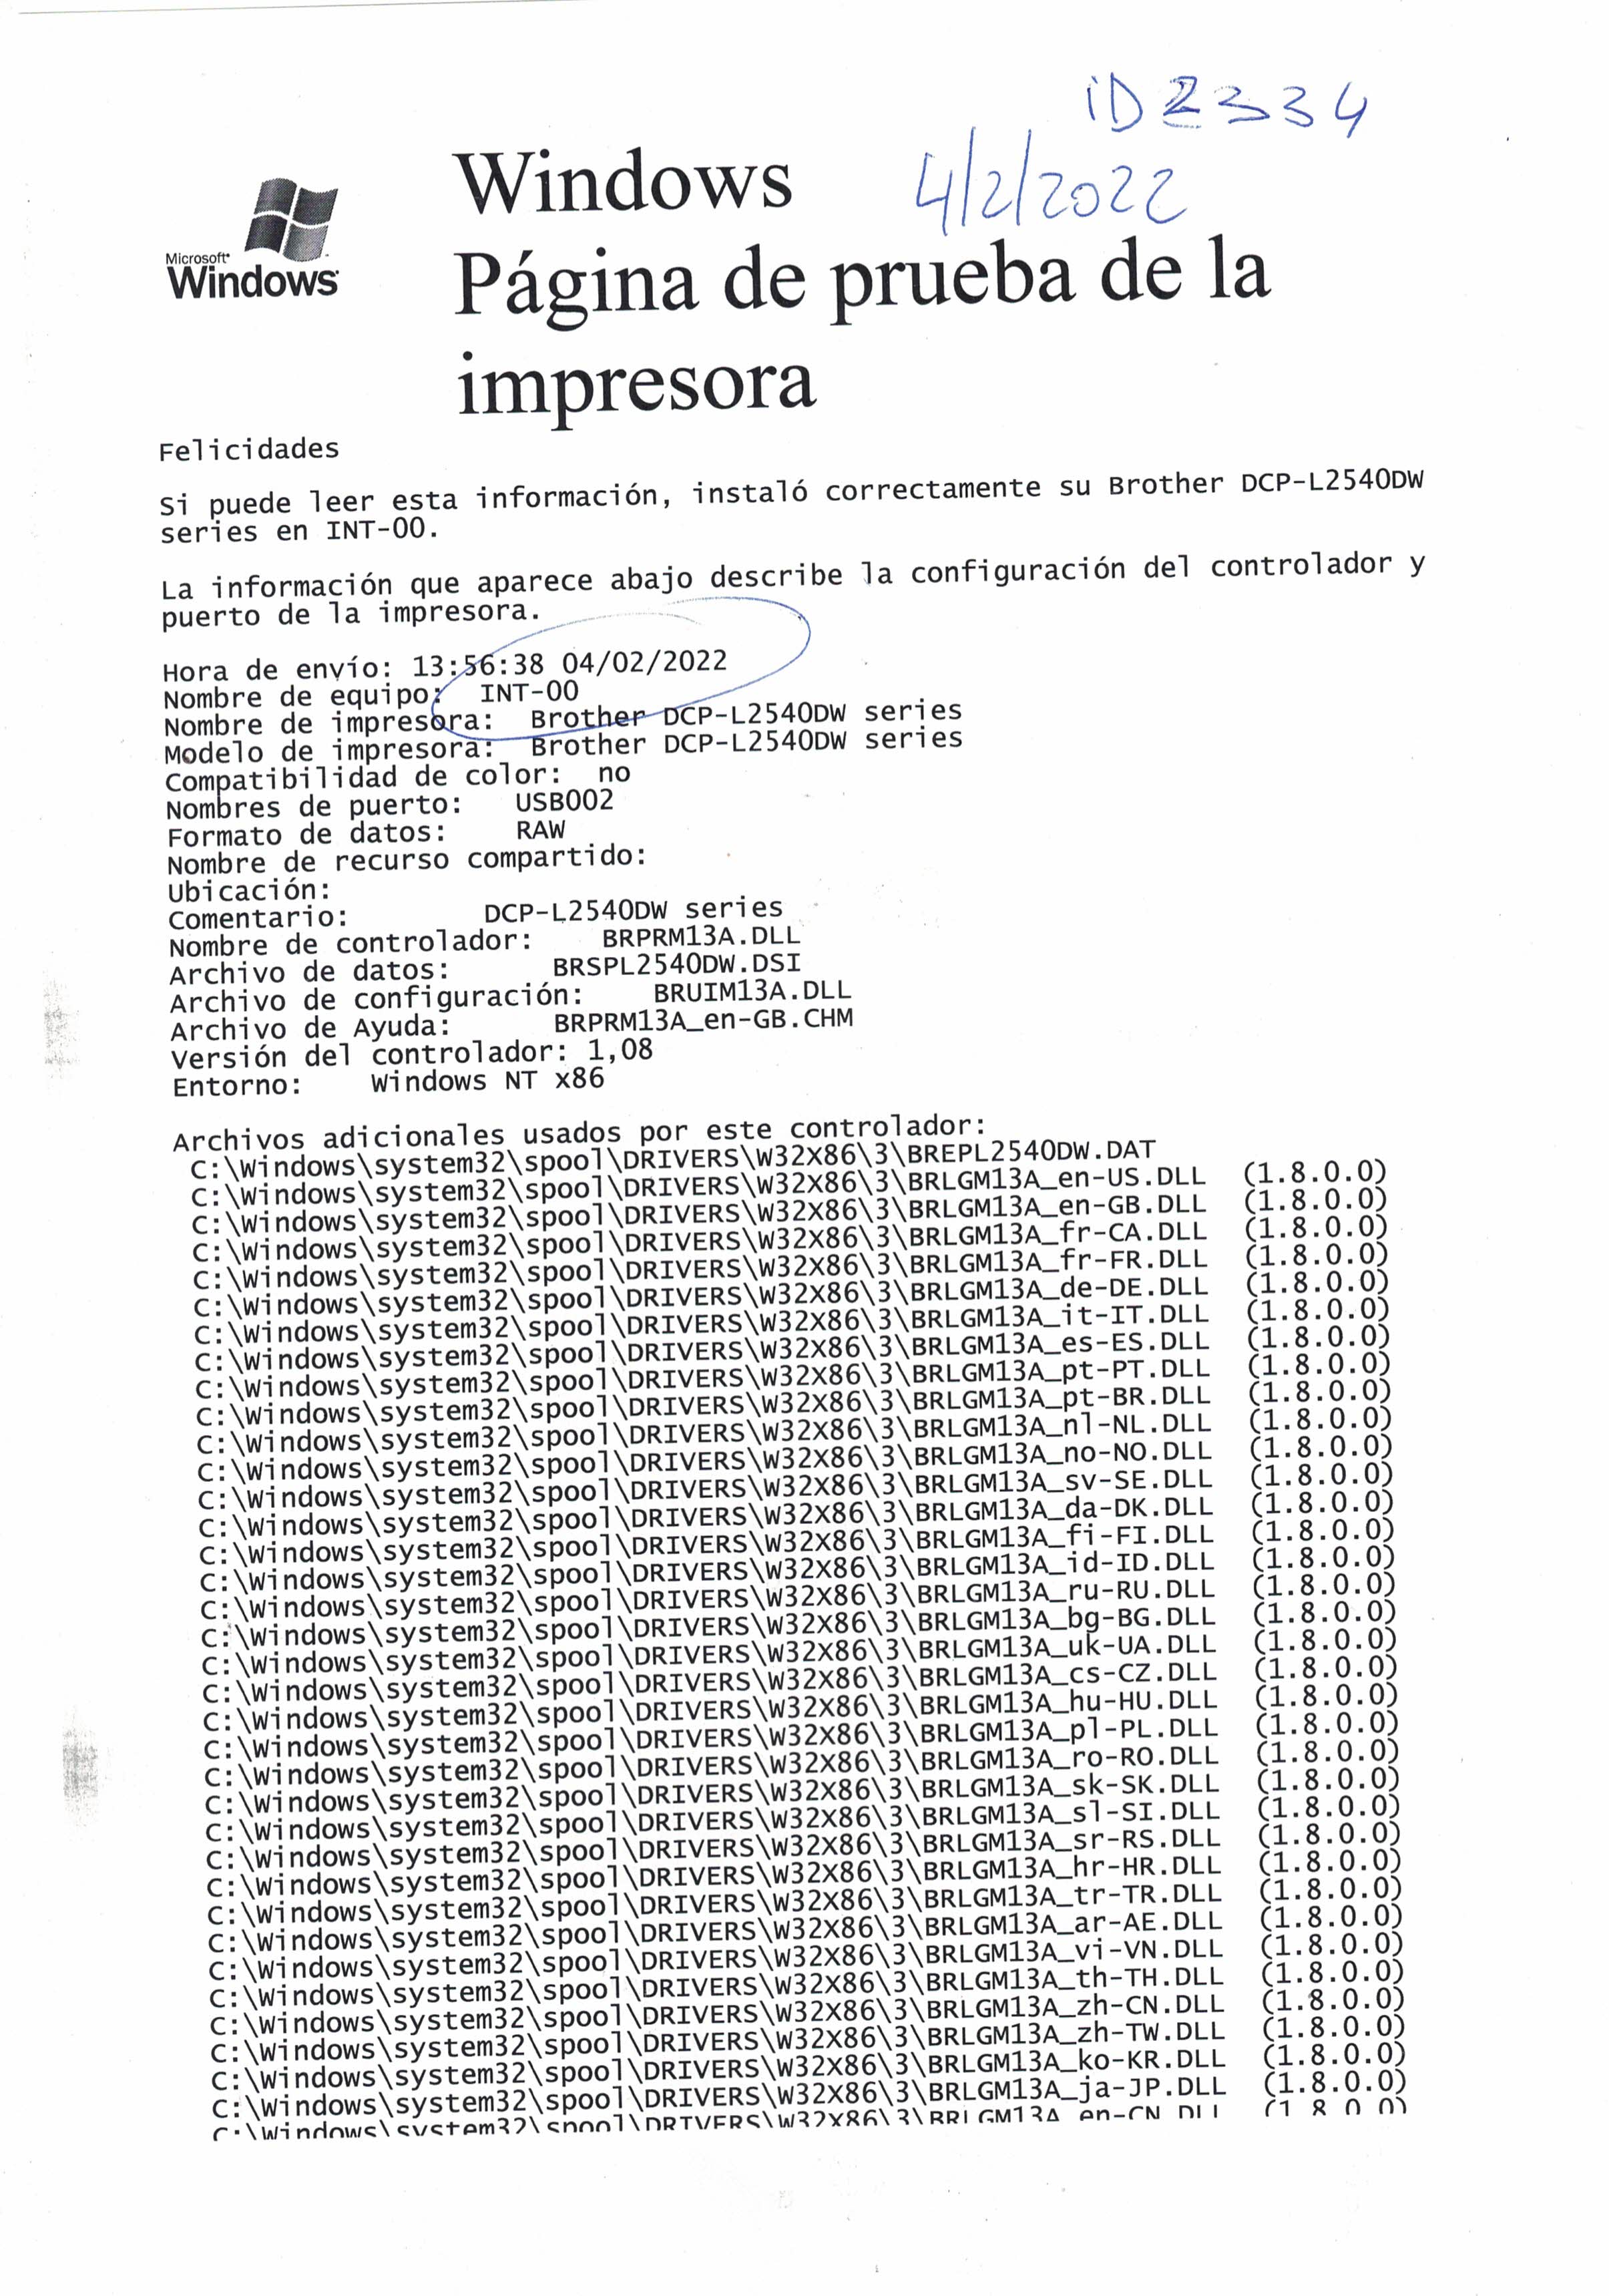 iD 2334
4/2/2022
Microsoft
Windows
Windows
Página de prueba de la
impresora
Felicidades
Si puede leer esta información, instaló correctamente su Brother DCP-L2540DW
series en INT-00.
La información que aparece abajo describe la configuración del controlador y
puerto de la impresora.
Hora de envío: 13:56:38 04/02/2022
Nombre de equipo: INT-00
Nombre de impresora: Brother DCP-L2540DW series
Modelo de impresora: Brother DCP-L2540DW series
Compatibilidad de color: no
Nombres de puerto: USB002
Formato de datos: RAW
Nombre de recurso compartido:
Ubicación:
Comentario: DCP-L2540DW series
Nombre de controlador: BRPRM13A.DLL
Archivo de datos: BRSPL2540DW.DSI
Archivo de configuración: BRUIM13A.DLL
Archivo de Ayuda: BRPRM13A_en-GB.CHM
Versión del controlador: 1,08
Entorno: Windows NT x86
Archivos adicionales usados por este controlador:
C:\Windows\system32\spool\DRIVERS\W32X86\3\BREPL2540DW.DAT
C:\Windows\system32\spool\DRIVERS\W32X86\3\BRLGM13A_en-US.DLL (1.8.0.0)
C:\Windows\system32\spool\DRIVERS\W32X86\3\BRLGM13A_en-GB.DLL (1.8.0.0)
C:\Windows\system32\spool\DRIVERS\W32X86\3\BRLGM13A_fr-CA.DLL (1.8.0.0)
C:\Windows\system32\spool\DRIVERS\W32X86\3\BRLGM13A_fr-FR.DLL (1.8.0.0)
C:\Windows\system32\spool\DRIVERS\W32X86\3\BRLGM13A_de-DE.DLL (1.8.0.0)
C:\Windows\system32\spool\DRIVERS\W32X86\3\BRLGM13A_it-IT.DLL (1.8.0.0)
C:\Windows\system32\spool\DRIVERS\W32X86\3\BRLGM13A_es-ES.DLL (1.8.0.0)
C:\Windows\system32\spool\DRIVERS\W32X86\3\BRLGM13A_pt-PT.DLL (1.8.0.0)
C:\Windows\system32\spool\DRIVERS\W32X86\3\BRLGM13A_pt-BR.DLL (1.8.0.0)
C:\Windows\system32\spool\DRIVERS\W32X86\3\BRLGM13A_nl-NL.DLL (1.8.0.0)
C:\Windows\system32\spool\DRIVERS\W32X86\3\BRLGM13A_no-NO.DLL (1.8.0.0)
C:\Windows\system32\spool\DRIVERS\W32X86\3\BRLGM13A_sv-SE.DLL (1.8.0.0)
C:\Windows\system32\spool\DRIVERS\W32X86\3\BRLGM13A_da-DK.DLL (1.8.0.0)
C:\Windows\system32\spool\DRIVERS\W32X86\3\BRLGM13A_fi-FI.DLL (1.8.0.0)
C:\Windows\system32\spool\DRIVERS\W32X86\3\BRLGM13A_id-ID.DLL (1.8.0.0)
C:\Windows\system32\spool\DRIVERS\W32X86\3\BRLGM13A_ru-RU.DLL (1.8.0.0)
C:\Windows\system32\spool\DRIVERS\W32X86\3\BRLGM13A_bg-BG.DLL (1.8.0.0)
C:\Windows\system32\spool\DRIVERS\W32X86\3\BRLGM13A_uk-UA.DLL (1.8.0.0)
C:\Windows\system32\spool\DRIVERS\W32X86\3\BRLGM13A_cs-CZ.DLL (1.8.0.0)
C:\Windows\system32\spool\DRIVERS\W32X86\3\BRLGM13A_hu-HU.DLL (1.8.0.0)
C:\Windows\system32\spool\DRIVERS\W32X86\3\BRLGM13A_pl-PL.DLL (1.8.0.0)
C:\Windows\system32\spool\DRIVERS\W32X86\3\BRLGM13A_ro-RO.DLL (1.8.0.0)
C:\Windows\system32\spool\DRIVERS\W32X86\3\BRLGM13A_sk-SK.DLL (1.8.0.0)
C:\Windows\system32\spool\DRIVERS\W32X86\3\BRLGM13A_sl-SI.DLL (1.8.0.0)
C:\Windows\system32\spool\DRIVERS\W32X86\3\BRLGM13A_sr-RS.DLL (1.8.0.0)
C:\Windows\system32\spool\DRIVERS\W32X86\3\BRLGM13A_hr-HR.DLL (1.8.0.0)
C:\Windows\system32\spool\DRIVERS\W32X86\3\BRLGM13A_tr-TR.DLL (1.8.0.0)
C:\Windows\system32\spool\DRIVERS\W32X86\3\BRLGM13A_ar-AE.DLL (1.8.0.0)
C:\Windows\system32\spool\DRIVERS\W32X86\3\BRLGM13A_vi-VN.DLL (1.8.0.0)
C:\Windows\system32\spool\DRIVERS\W32X86\3\BRLGM13A_th-TH.DLL (1.8.0.0)
C:\Windows\system32\spool\DRIVERS\W32X86\3\BRLGM13A_zh-CN.DLL (1.8.0.0)
C:\Windows\system32\spool\DRIVERS\W32X86\3\BRLGM13A_zh-TW.DLL (1.8.0.0)
C:\Windows\system32\spool\DRIVERS\W32X86\3\BRLGM13A_ko-KR.DLL (1.8.0.0)
C:\Windows\system32\spool\DRIVERS\W32X86\3\BRLGM13A_ja-JP.DLL (1.8.0.0)
C:\Windows\system32\spool\DRIVERS\W32X86\3\BRLGM13A_en-CN.DLL (1.8.0.0)